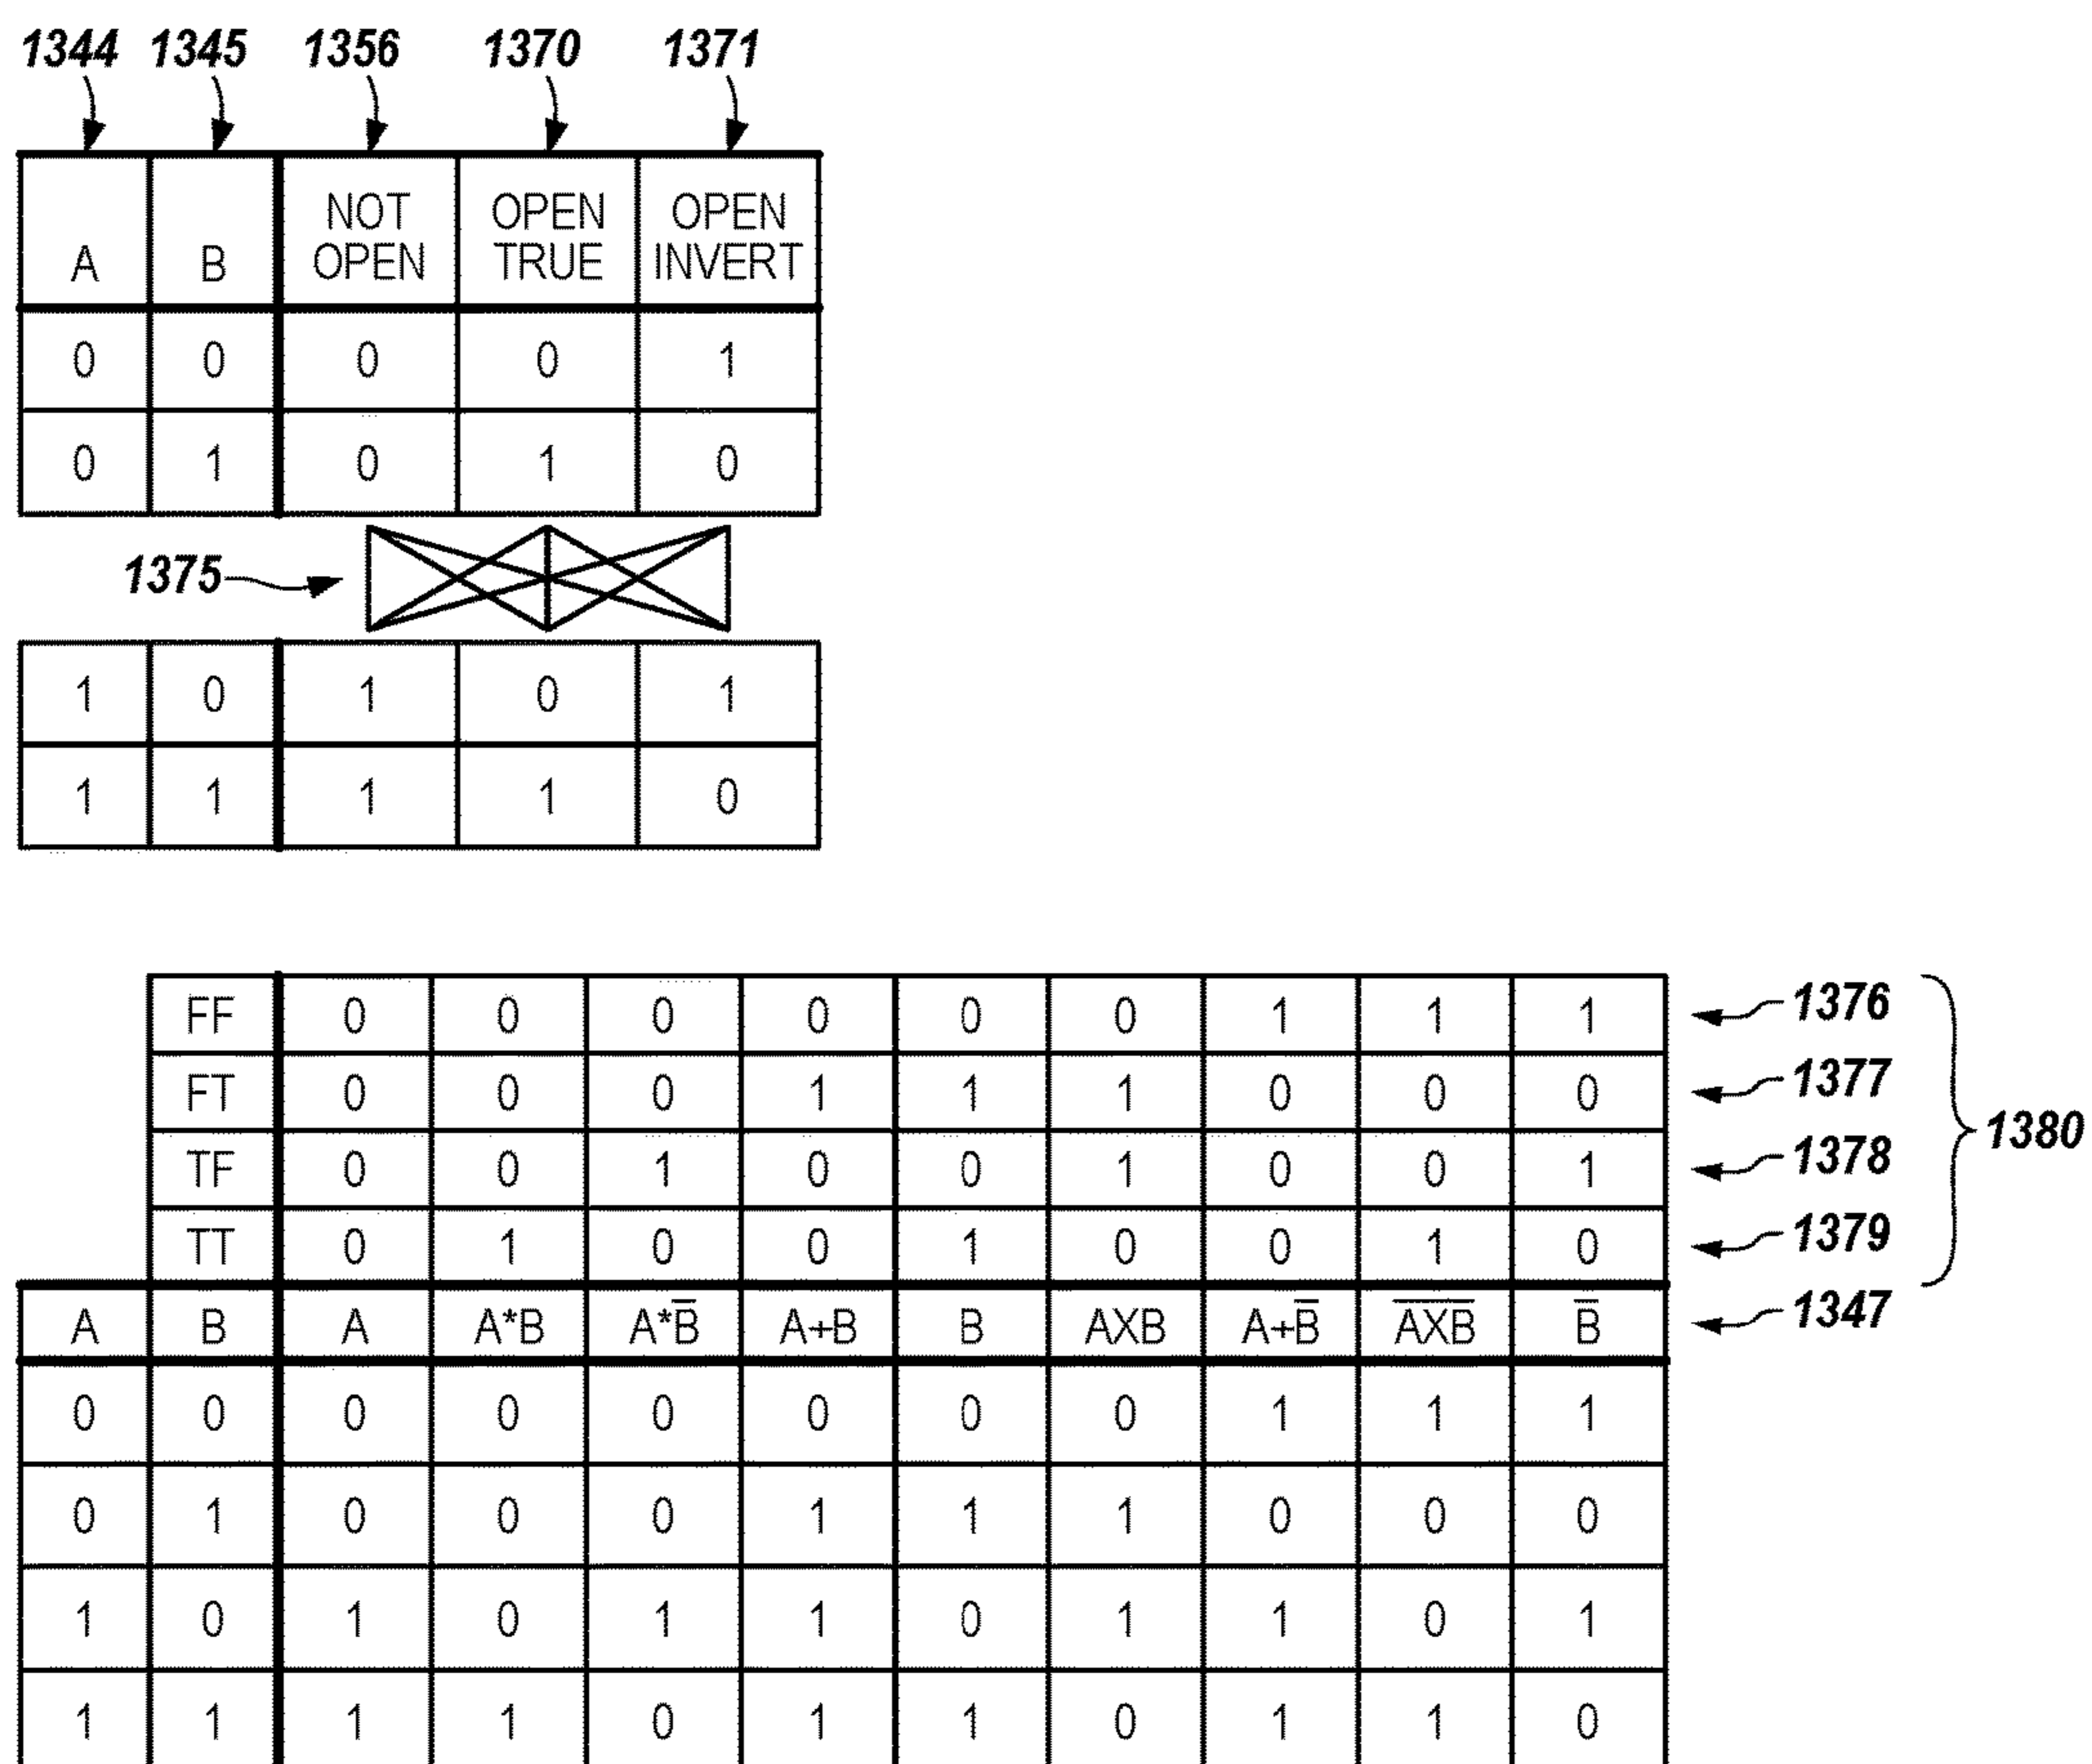 1344 1345 1356 1370 1371
A B NOT OPEN OPEN TRUE OPEN INVERT
0 0 0 0 1
0 1 0 1 0
1375
1 0 1 0 1
1 1 1 1 0
FF 0 0 0 0 0 0 1 1 1 1376
FT 0 0 0 1 1 1 0 0 0 1377
TF 0 0 1 0 0 1 0 0 1 1378
1380
TT 0 1 0 0 1 0 0 1 0 1379
A B A A*B A*B̅ A+B B AXB A+B̅ A̅X̅B̅ B̅ 1347
0 0 0 0 0 0 0 0 1 1 1
0 1 0 0 0 1 1 1 0 0 0
1 0 1 0 1 1 0 1 1 0 1
1 1 1 1 0 1 1 0 1 1 0